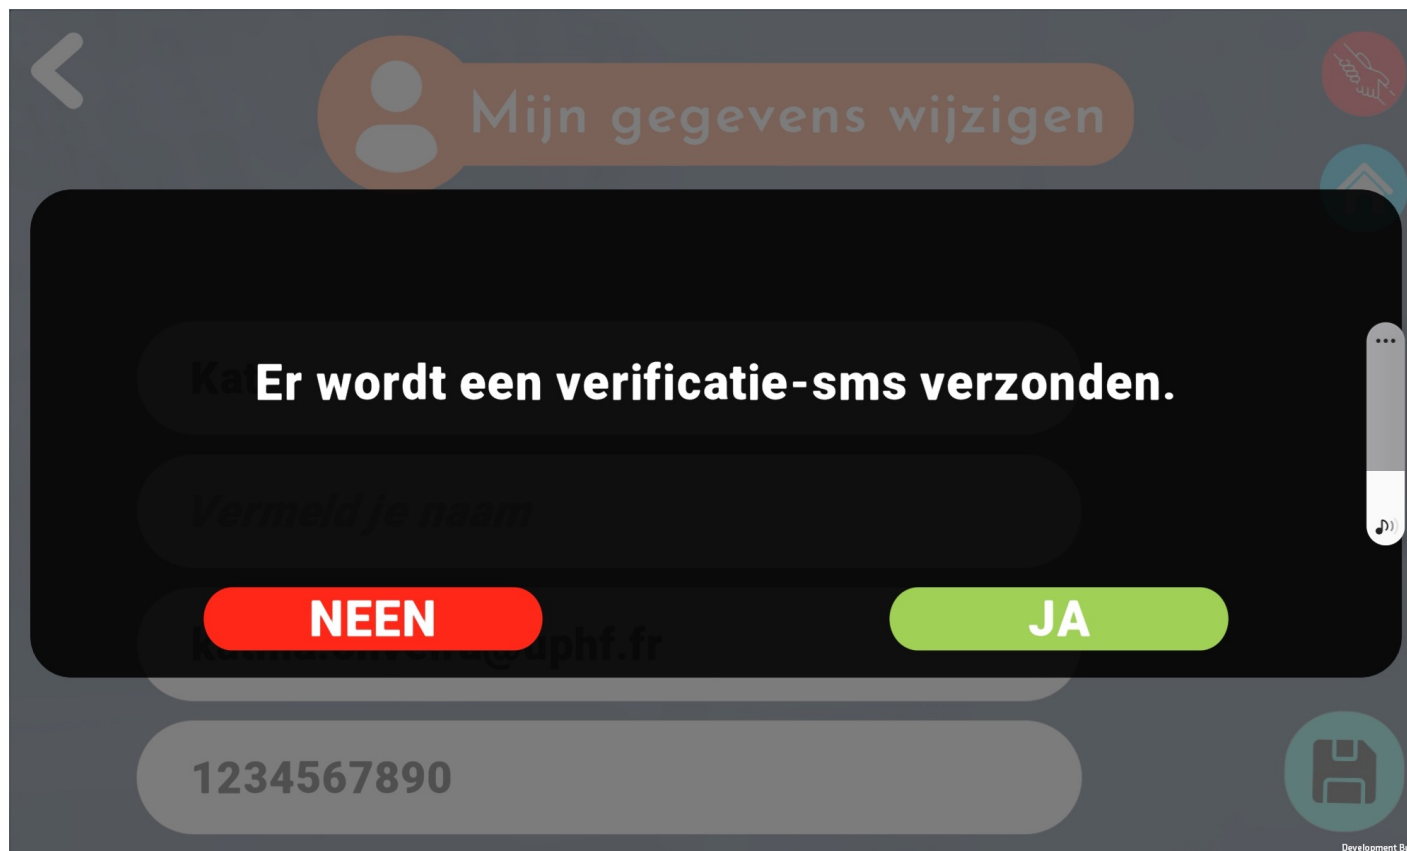 Mijn gegevens wijzigen
Er wordt een verificatie-sms verzonden.
Vermeld je naam
NEEN
JA
1234567890
Development